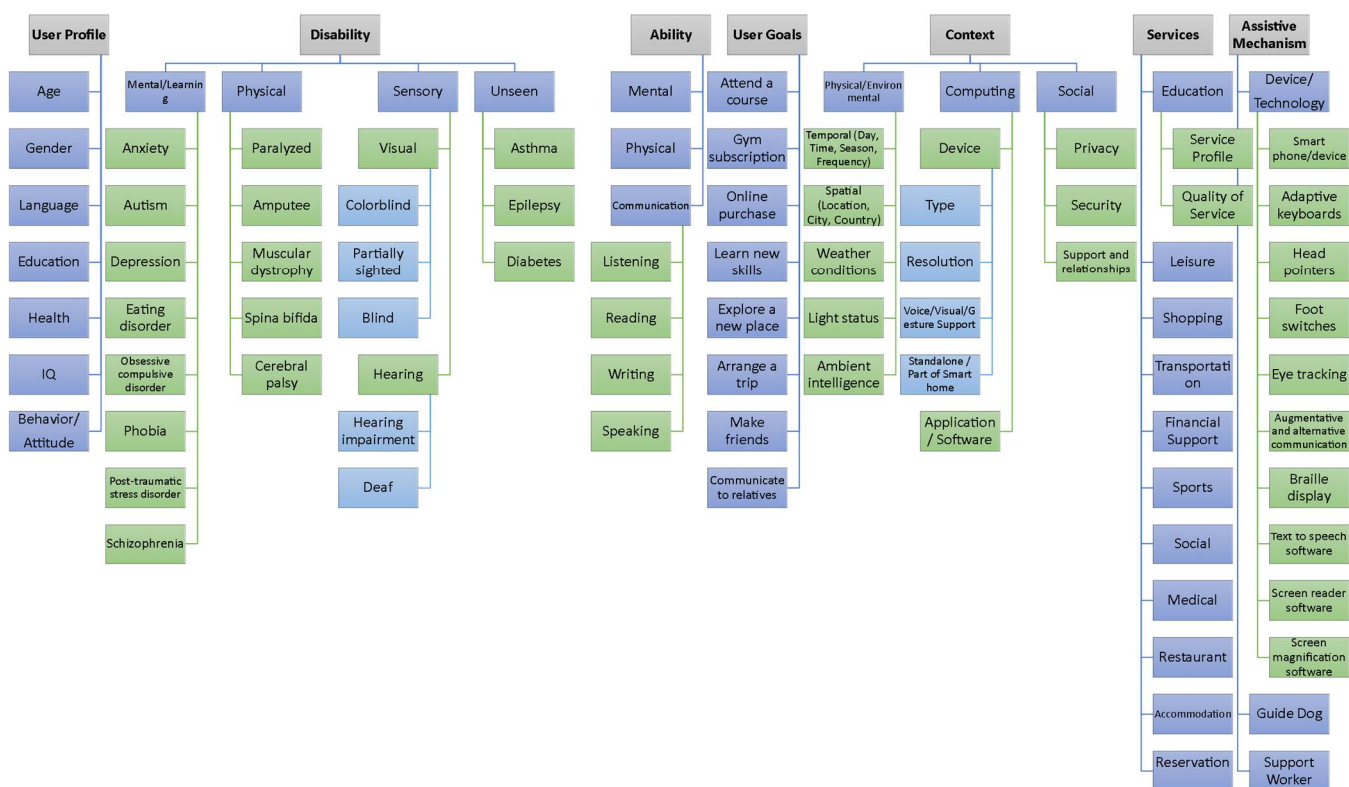 User Profile
Disability
Ability
User Goals
Context
Services
Assistive
Mechanism
Age
Gender
Language
Education
Health
IQ
Behavior/
Attitude
Mental/Learnin
g
Anxiety
Autism
Depression
Eating
disorder
Obsessive
compulsive
disorder
Phobia
Post-traumatic
stress disorder
Schizophrenia
Physical
Paralyzed
Amputee
Muscular
dystrophy
Spina bifida
Cerebral
palsy
Sensory
Visual
Colorblind
Partially
sighted
Blind
Hearing
Hearing
impairment
Deaf
Unseen
Asthma
Epilepsy
Diabetes
Mental
Physical
Communication
Listening
Reading
Writing
Speaking
Attend a
course
Gym
subscription
Online
purchase
Learn new
skills
Explore a
new place
Arrange a
trip
Make
friends
Communicate
to relatives
Physical/Environ
mental
Temporal (Day,
Time, Season,
Frequency)
Spatial
(Location,
City, Country)
Weather
conditions
Light status
Ambient
intelligence
Computing
Device
Type
Resolution
Voice/Visual/G
esture Support
Standalone /
Part of Smart
home
Application
/ Software
Social
Privacy
Security
Support and
relationships
Education
Service
Profile
Quality of
Service
Leisure
Shopping
Transportati
on
Financial
Support
Sports
Social
Medical
Restaurant
Accommodation
Reservation
Device/
Technology
Smart
phone/device
Adaptive
keyboards
Head
pointers
Foot
switches
Eye tracking
Augmentative
and alternative
communication
Braille
display
Text to speech
software
Screen reader
software
Screen
magnification
software
Guide Dog
Support
Worker